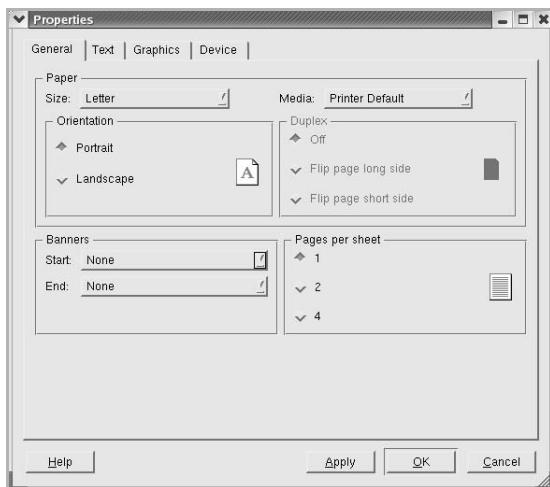 Properties
General Text Graphics Device
Paper
Size: Letter Media: Printer Default
Orientation
Portrait
Landscape
A
Duplex
Off
Flip page long side
Flip page short side
Banners
Start: None
End: None
Pages per sheet
1
2
4
Help Apply OK Cancel